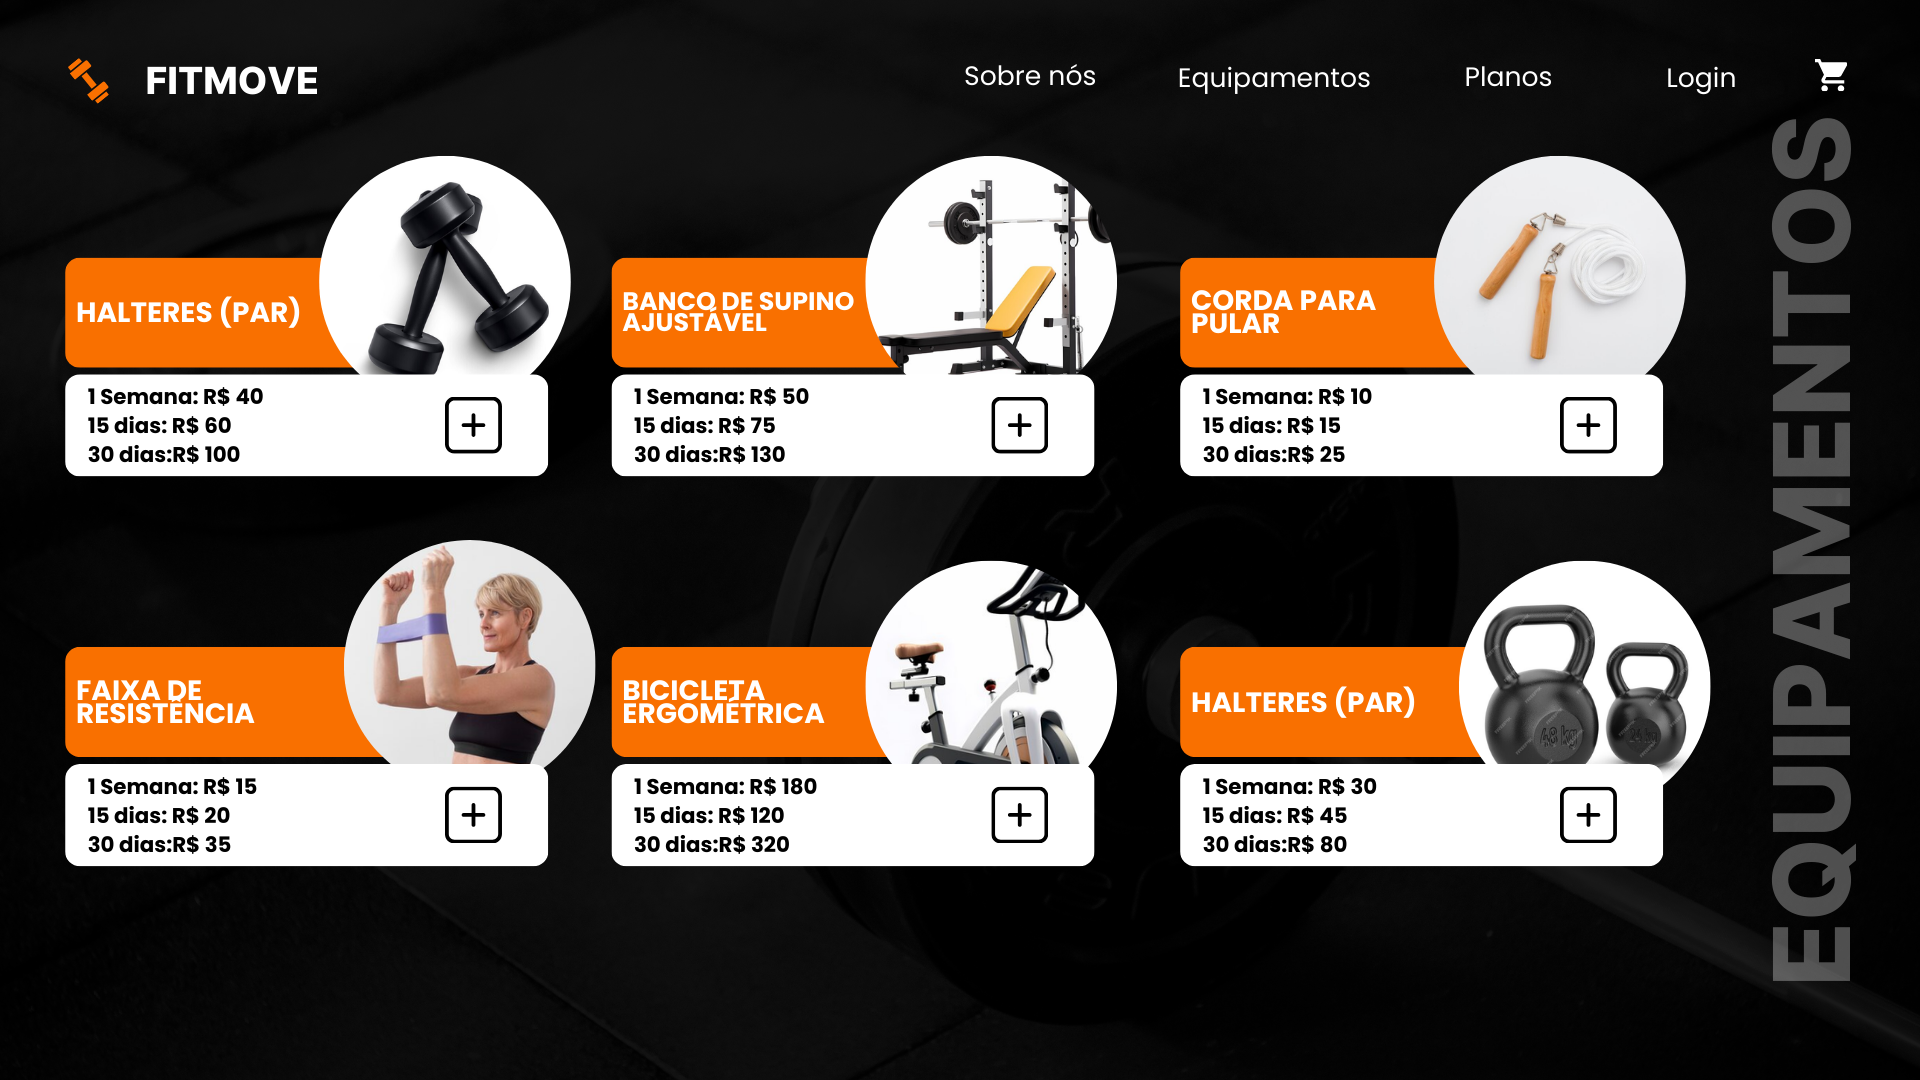 FITMOVE
Sobre nós
Equipamentos
Planos
Login
HALTERES (PAR)
1 Semana: R$ 40
15 dias: R$ 60
30 dias:R$ 100
BANCO DE SUPINO
AJUSTÁVEL
1 Semana: R$ 50
15 dias: R$ 75
30 dias:R$ 130
CORDA PARA
PULAR
1 Semana: R$ 10
15 dias: R$ 15
30 dias:R$ 25
FAIXA DE
RESISTÊNCIA
1 Semana: R$ 15
15 dias: R$ 20
30 dias:R$ 35
BICICLETA
ERGOMÉTRICA
1 Semana: R$ 180
15 dias: R$ 120
30 dias:R$ 320
HALTERES (PAR)
1 Semana: R$ 30
15 dias: R$ 45
30 dias:R$ 80
EQUIPAMENTOS